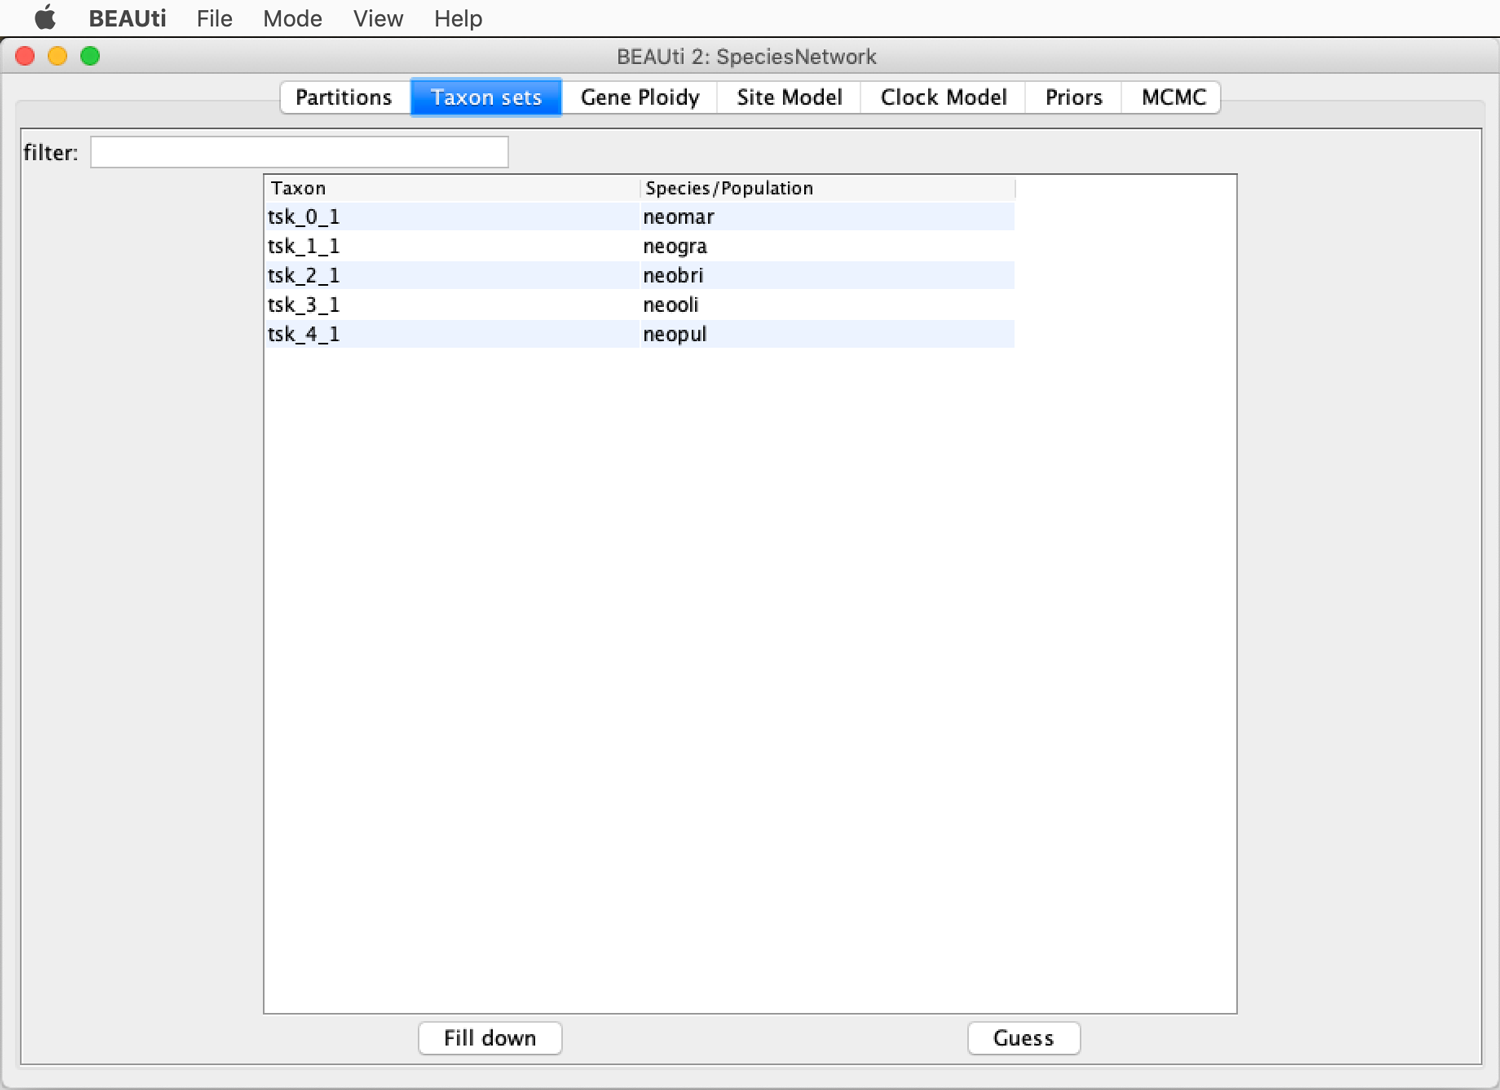 BEAUti File Mode View Help
BEAUti 2: SpeciesNetwork
Partitions Taxon sets Gene Ploidy Site Model Clock Model Priors MCMC
filter:
Taxon Species/Population
tsk_0_1 neomar
tsk_1_1 neogra
tsk_2_1 neobri
tsk_3_1 neooli
tsk_4_1 neopul
Fill down Guess